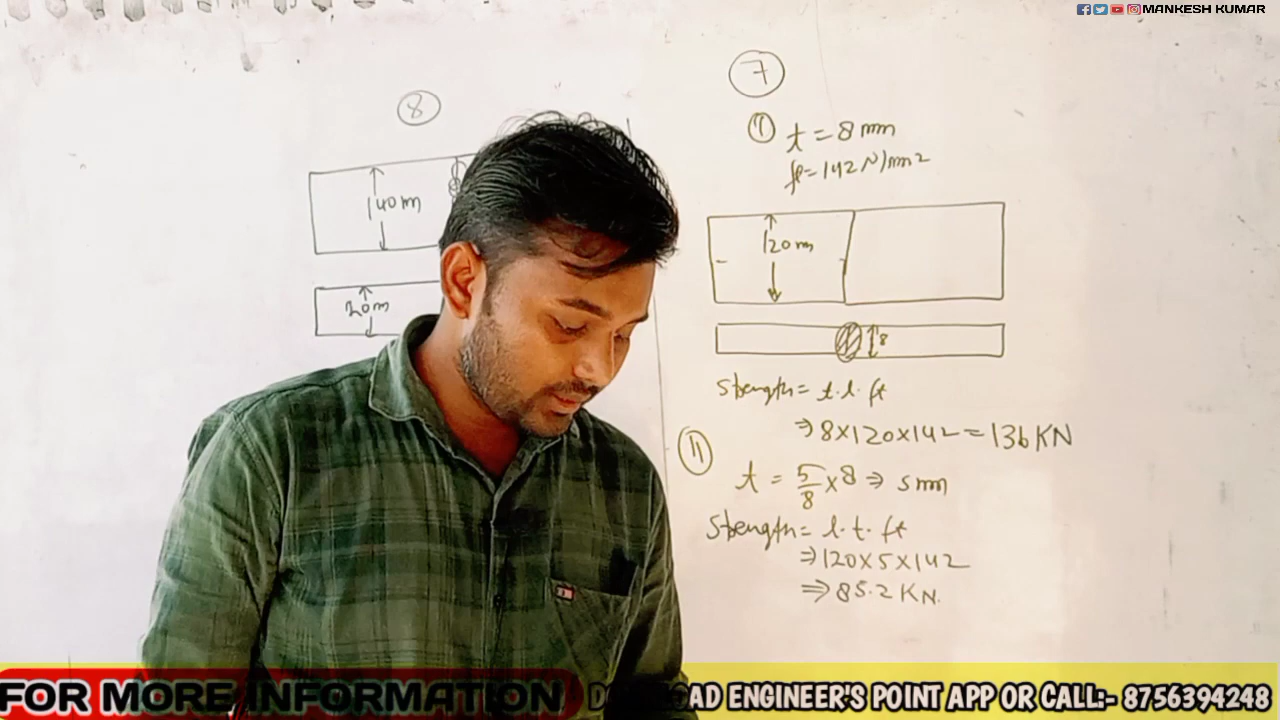 MANKESH KUMAR
8
140m
20m
7
t = 8 mm
fp = 142 N/mm2
120m
8
Strength = t.l. ft
⇒ 8×120×142 = 136 KN
11
t = 5/8 × 8 ⇒ 5mm
Strength = l. t. ft
⇒ 120×5×142
⇒ 85.2 KN.
FOR MORE INFORMATION
ENGINEER'S POINT APP OR CALL:- 8756394248